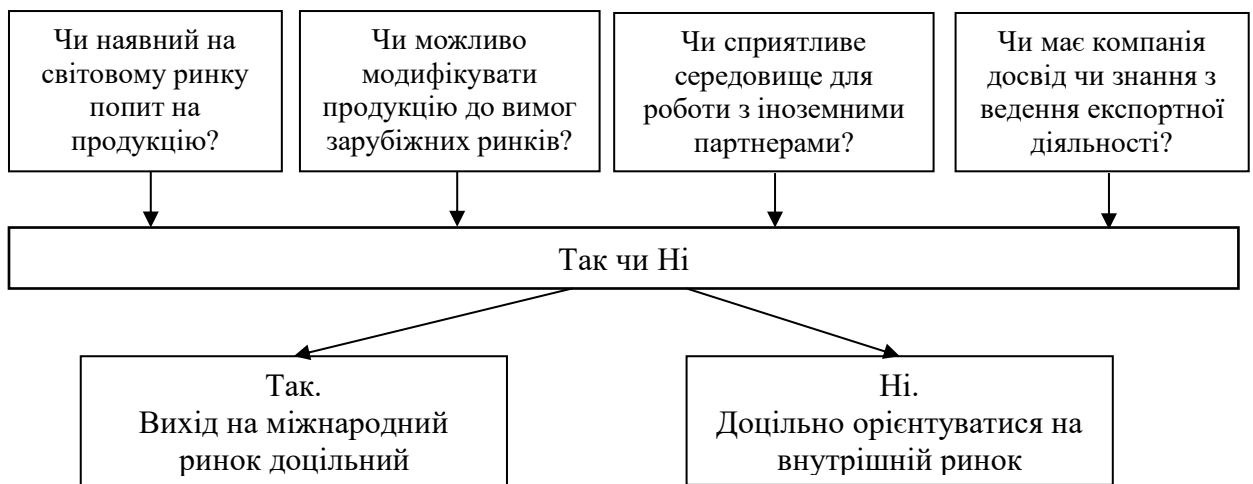 Чи наявний на
світовому ринку
попит на
продукцію?
Чи можливо
модифікувати
продукцію до вимог
зарубіжних ринків?
Чи сприятливе
середовище для
роботи з іноземними
партнерами?
Чи має компанія
досвід чи знання з
ведення експортної
діяльності?
Так чи Ні
Так.
Вихід на міжнародний
ринок доцільний
Ні.
Доцільно орієнтуватися на
внутрішній ринок